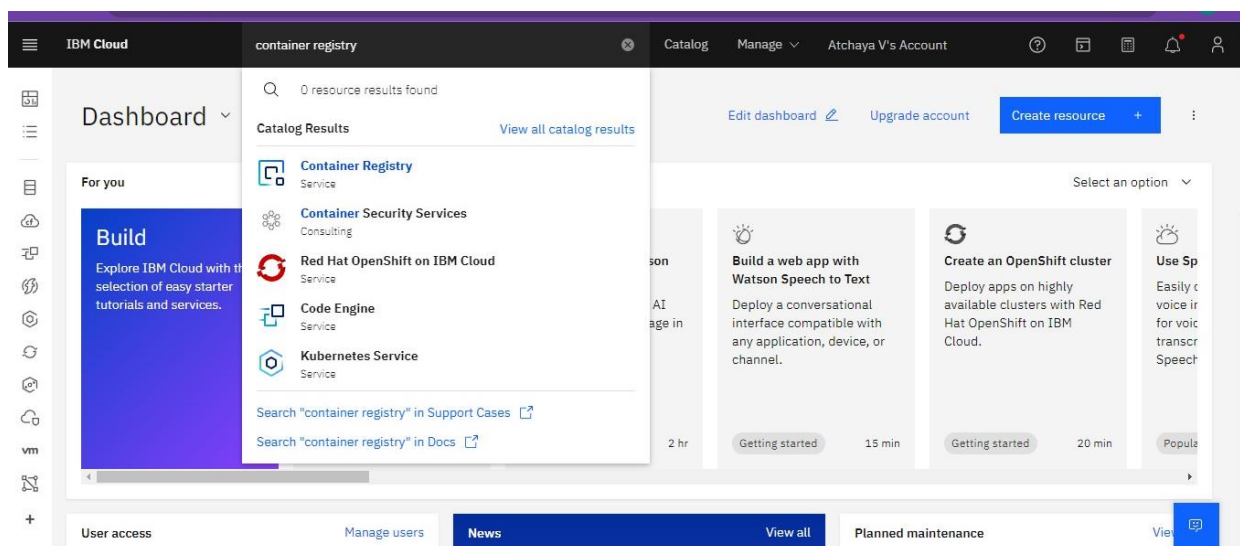 IBM Cloud
container registry
Catalog
Manage
Atchaya V's Account
Dashboard
Edit dashboard
Upgrade account
Create resource +
0 resource results found
Catalog Results
View all catalog results
Container Registry
Service
Container Security Services
Consulting
Red Hat OpenShift on IBM Cloud
Service
Code Engine
Service
Kubernetes Service
Service
Search "container registry" in Support Cases
Search "container registry" in Docs
For you
Select an option
Build
Explore IBM Cloud with
selection of easy starter
tutorials and services.
son
AI
age in
2 hr
Build a web app with
Watson Speech to Text
Deploy a conversational
interface compatible with
any application, device, or
channel.
Getting started
15 min
Create an OpenShift cluster
Deploy apps on highly
available clusters with Red
Hat OpenShift on IBM
Cloud.
Getting started
20 min
Use Sp
Easily
voice
for voic
transcr
Speech
Popula
vm
User access
Manage users
News
View all
Planned maintenance